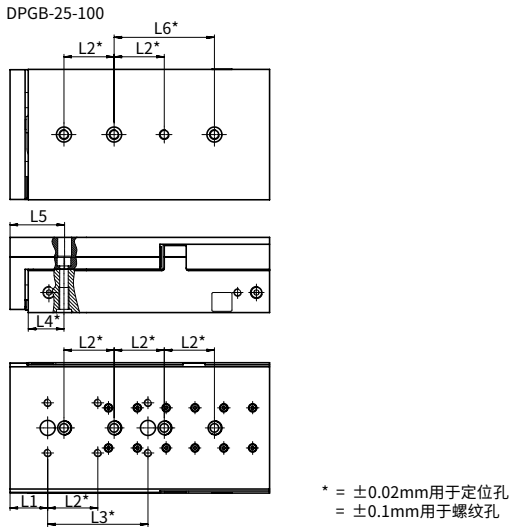 DPGB-25-100
L6*
L2* L2*
L5
L4*
L2* L2* L2*
L1 L2*
L3*
* = ±0.02mm用于定位孔
= ±0.1mm用于螺纹孔